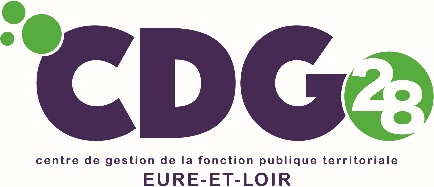 CDG28
centre de gestion de la fonction publique territoriale
EURE-ET-LOIR